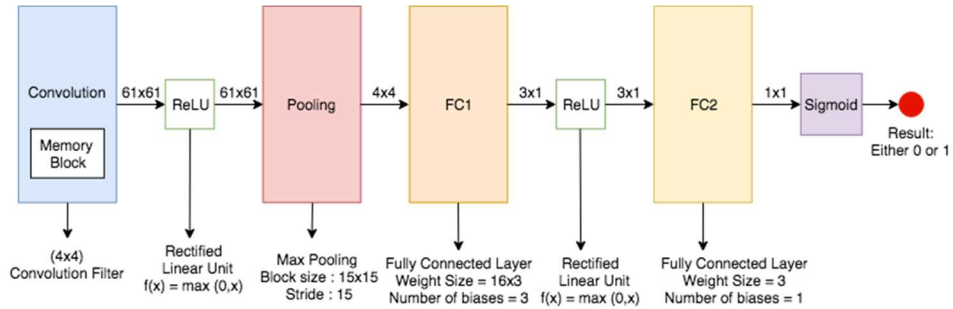 Convolution
Memory
Block
61x61
ReLU
61x61
Pooling
4x4
FC1
3x1
ReLU
3x1
FC2
1x1
Sigmoid
Result:
Either 0 or 1
(4x4)
Convolution Filter
Rectified
Linear Unit
f(x) = max (0,x)
Max Pooling
Block size : 15x15
Stride : 15
Fully Connected Layer
Weight Size = 16x3
Number of biases = 3
Rectified
Linear Unit
f(x) = max (0,x)
Fully Connected Layer
Weight Size = 3
Number of biases = 1